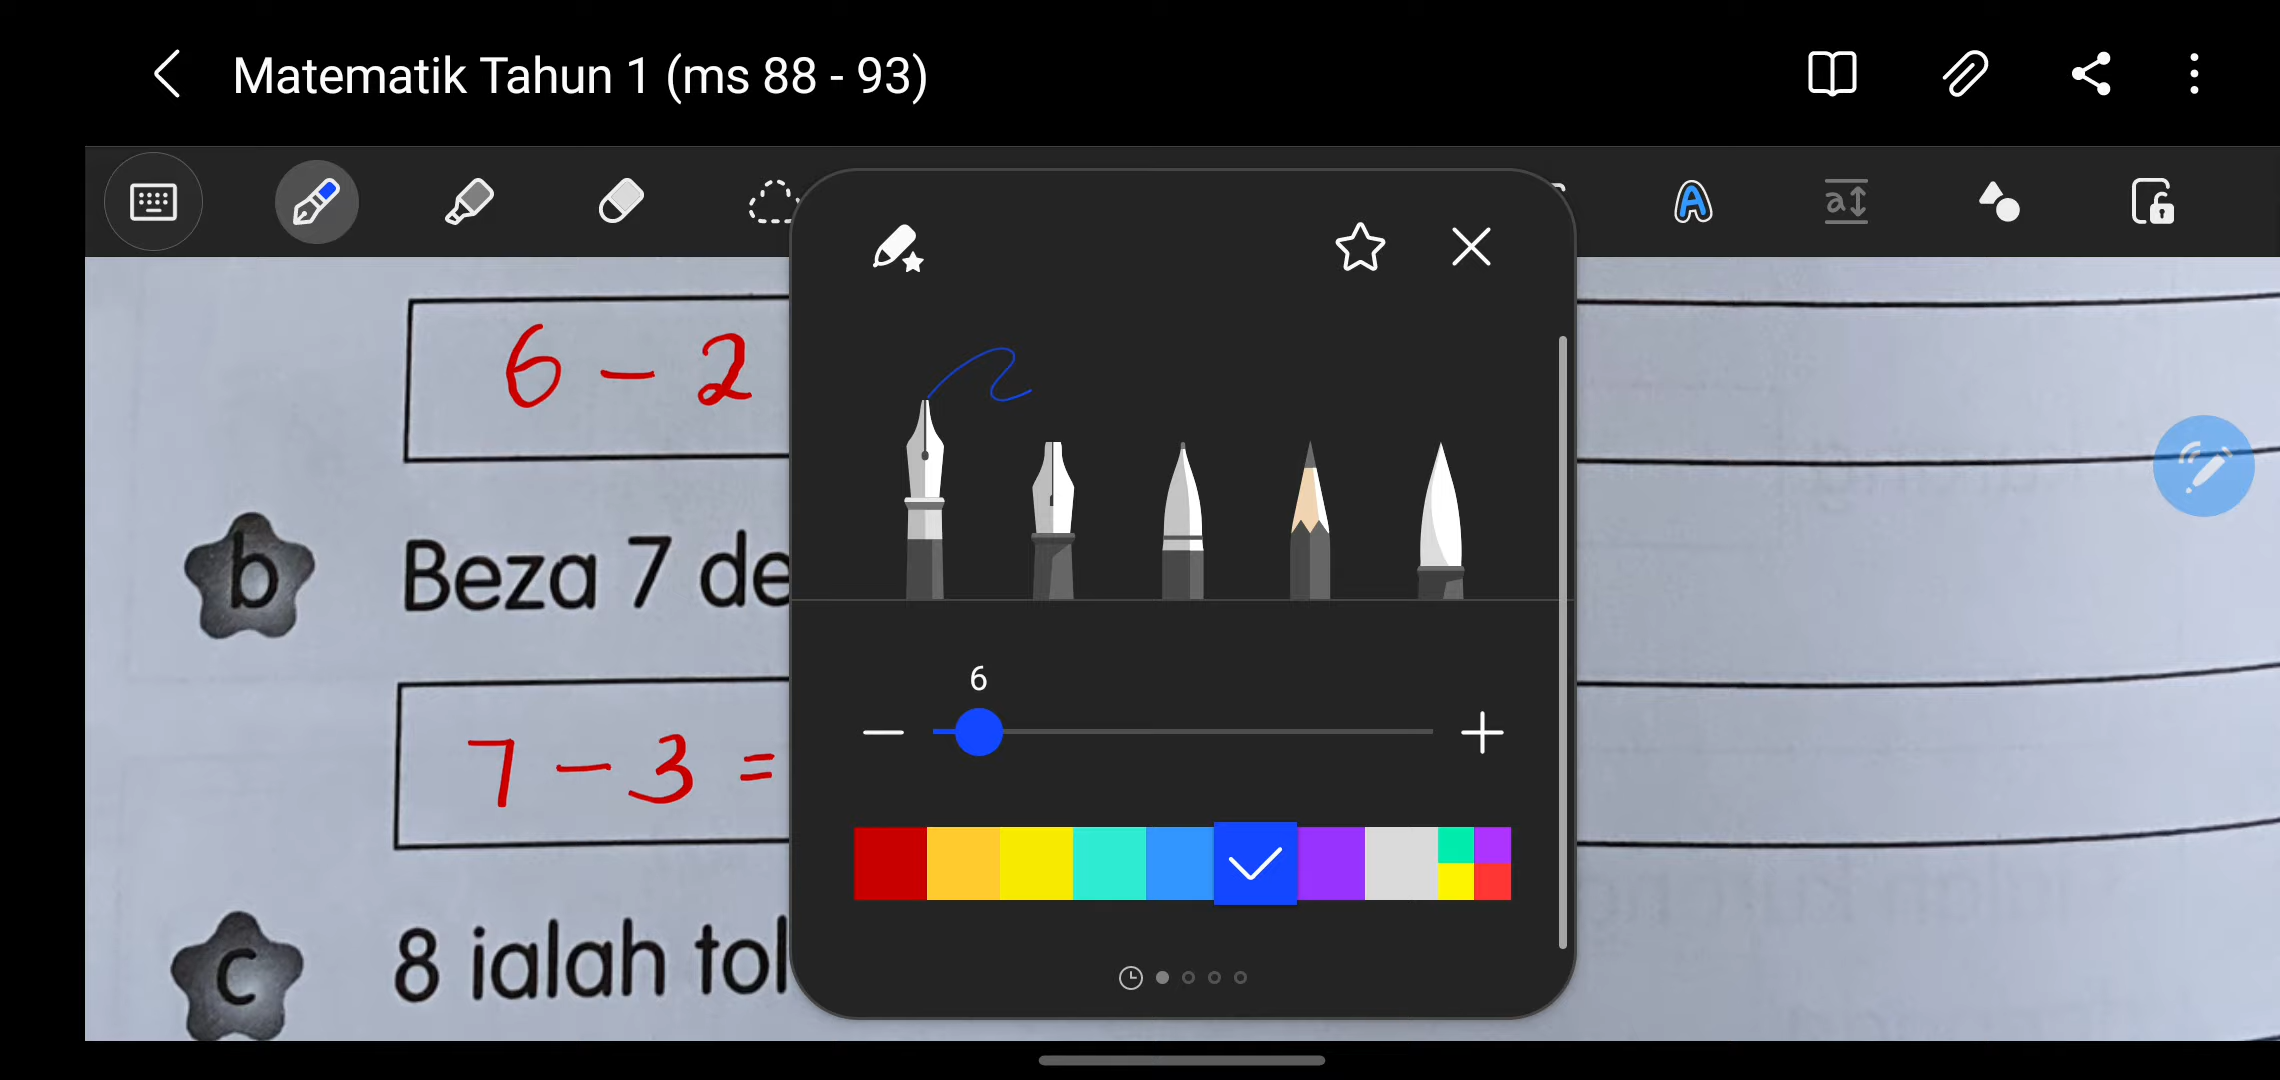 Matematik Tahun 1 (ms 88 - 93)
6 - 2
b Beza 7 de
6
7 - 3 =
c 8 ialah tol